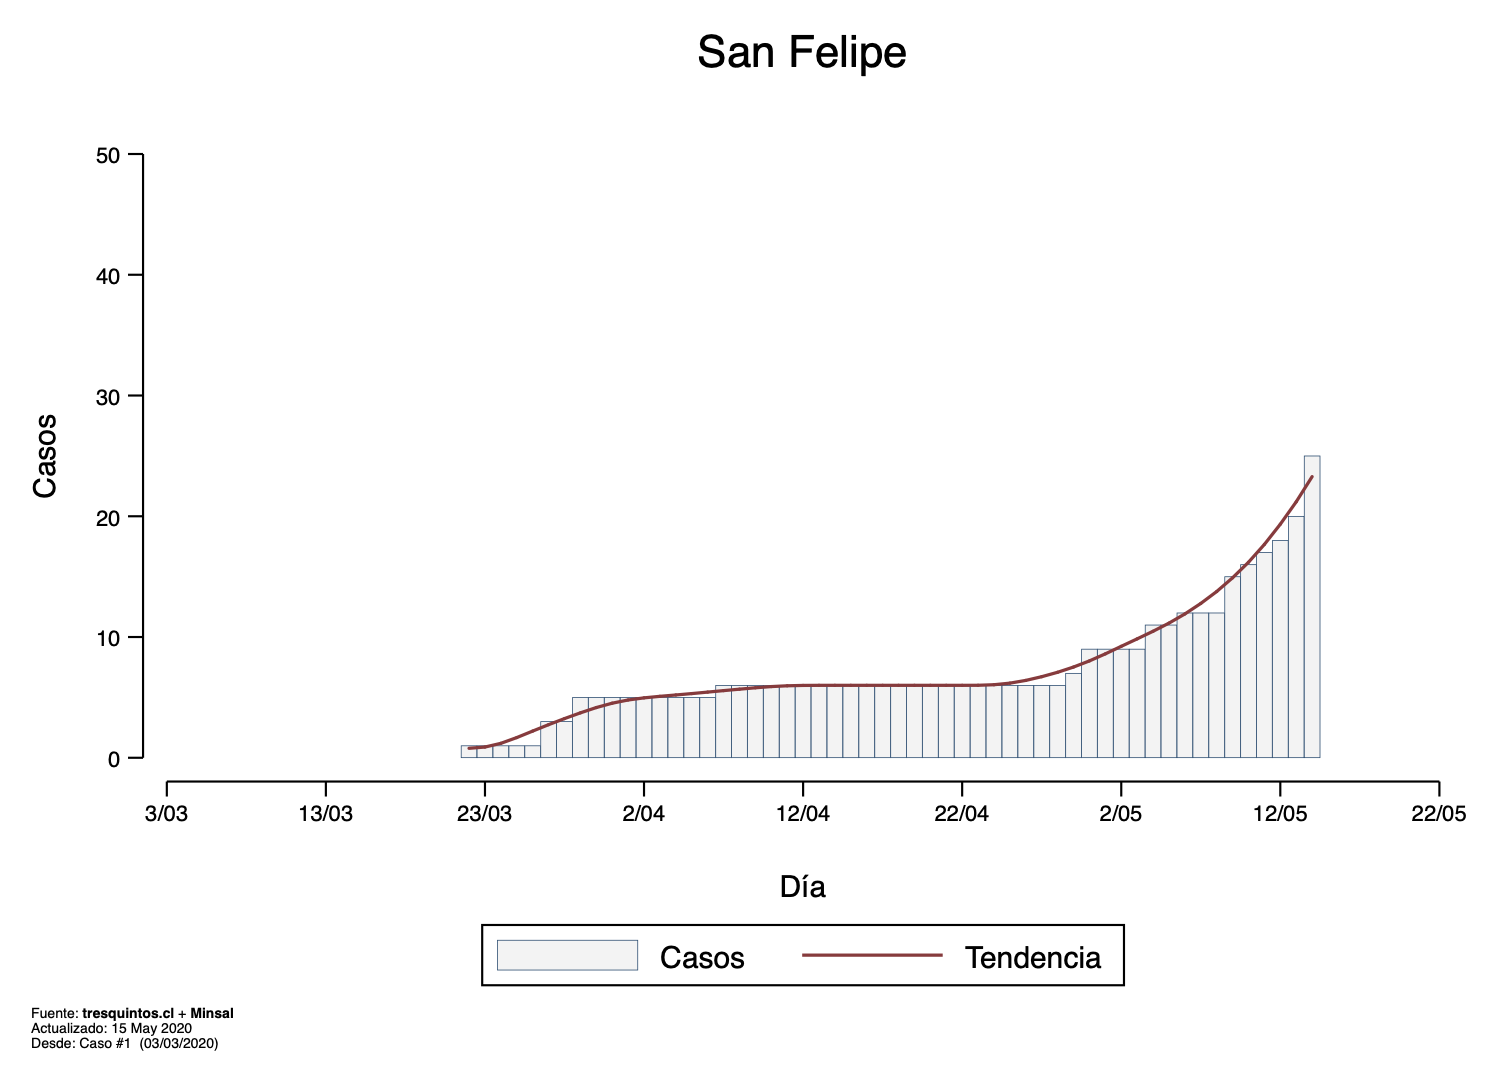 San Felipe
50
40
30
20
10
0
Casos
3/03 13/03 23/03 2/04 12/04 22/04 2/05 12/05 22/05
Día
Casos Tendencia
Fuente: tresquintos.cl + Minsal
Actualizado: 15 May 2020
Desde: Caso #1 (03/03/2020)